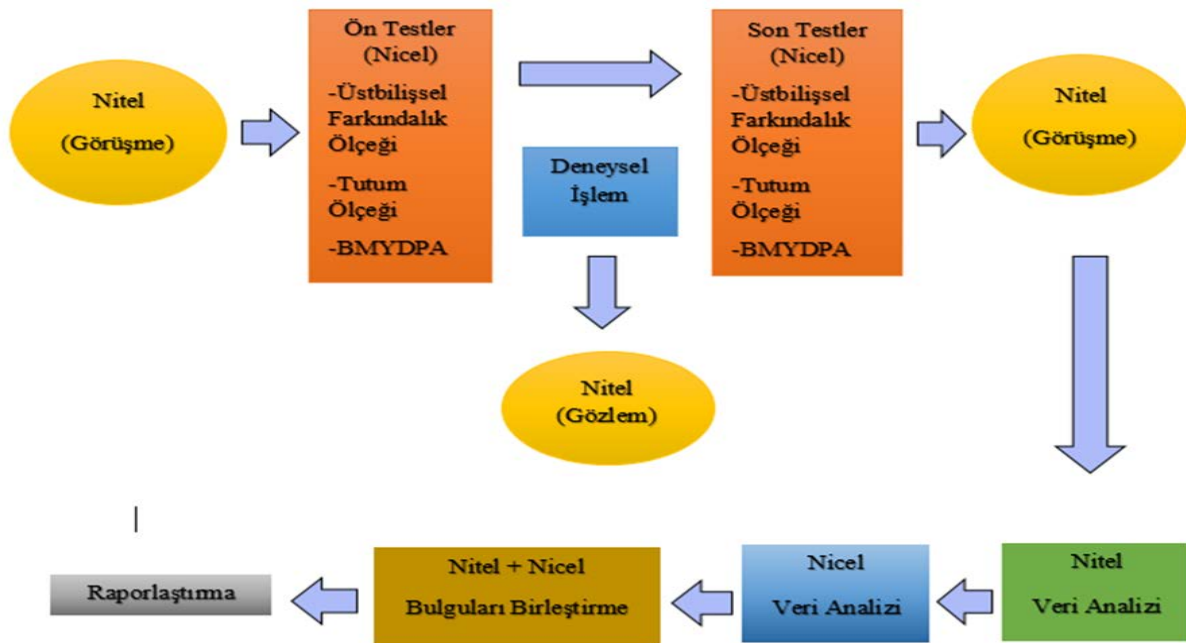 Nitel
(Görüşme)
Ön Testler
(Nicel)
-Üstbilişsel
Farkındalık
Ölçeği
-Tutum
Ölçeği
-BMYDPA
Deneysel
İşlem
Son Testler
(Nicel)
-Üstbilişsel
Farkındalık
Ölçeği
-Tutum
Ölçeği
-BMYDPA
Nitel
(Görüşme)
Nitel
(Gözlem)
Raporlaştırma
Nitel + Nicel
Bulguları Birleştirme
Nicel
Veri Analizi
Nitel
Veri Analizi